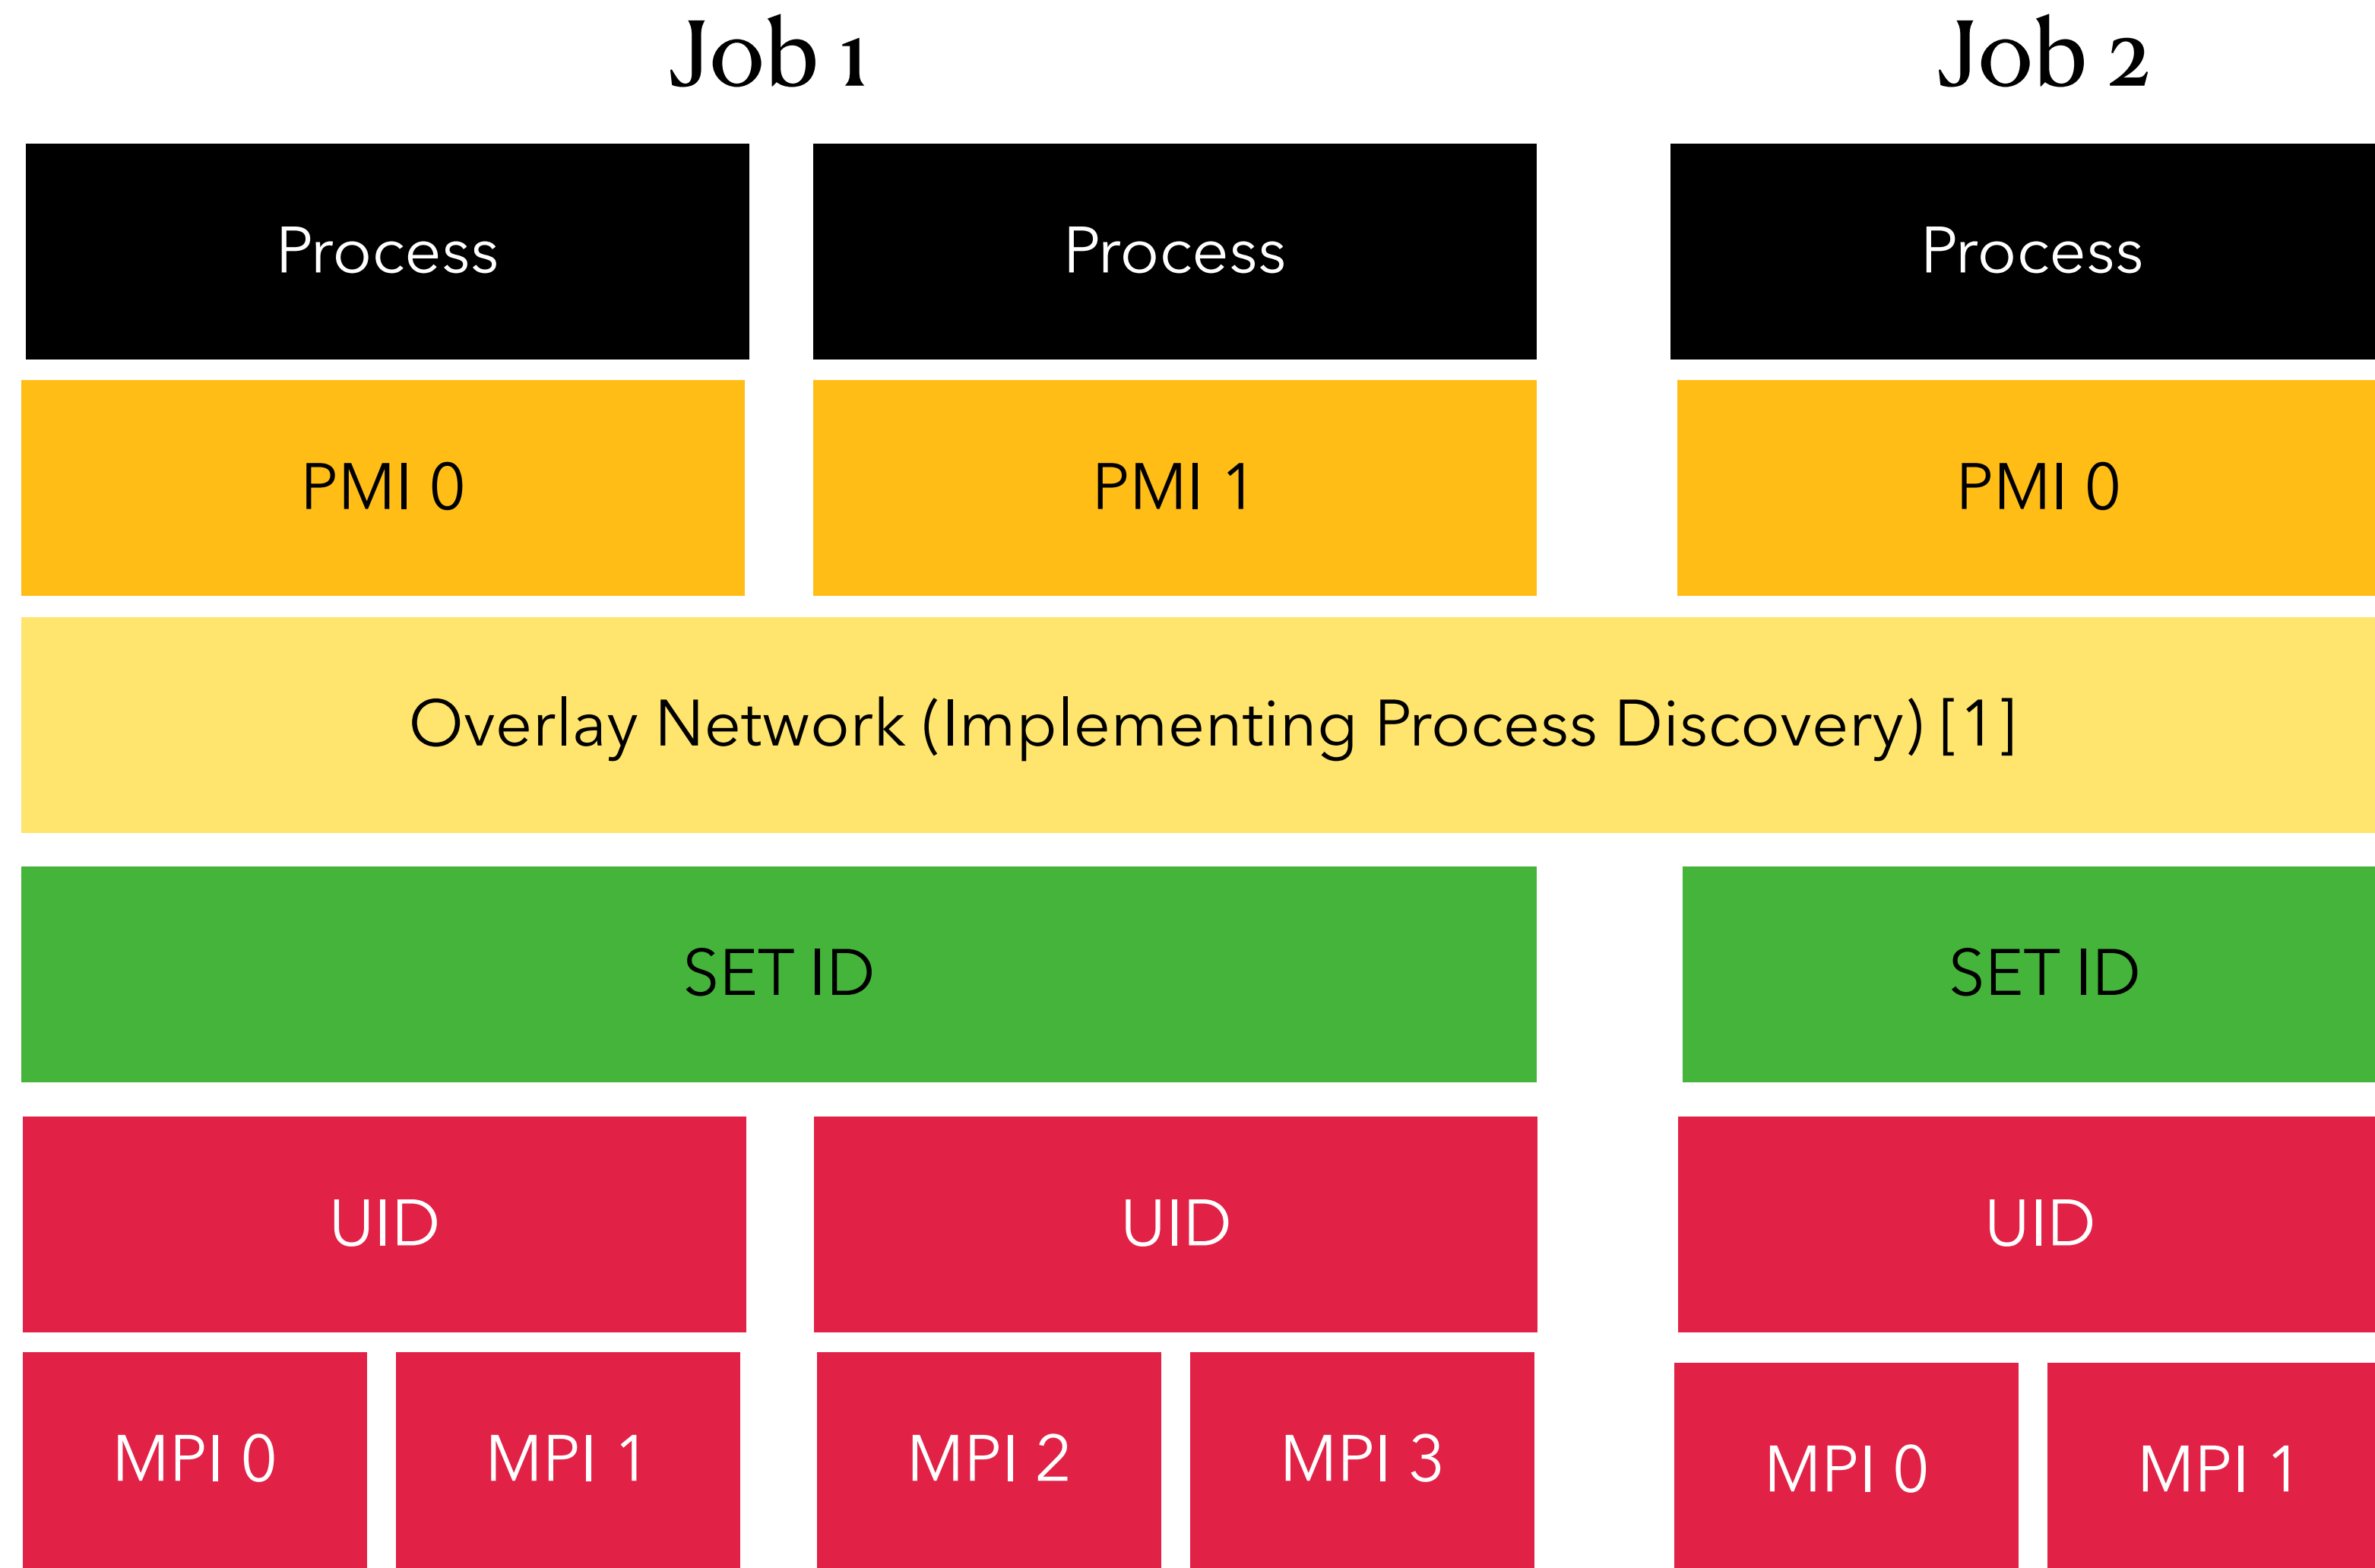 Job 1
Job 2
Process
Process
Process
PMI 0
PMI 1
PMI 0
Overlay Network (Implementing Process Discovery) [1]
SET ID
SET ID
UID
UID
UID
MPI 0
MPI 1
MPI 2
MPI 3
MPI 0
MPI 1